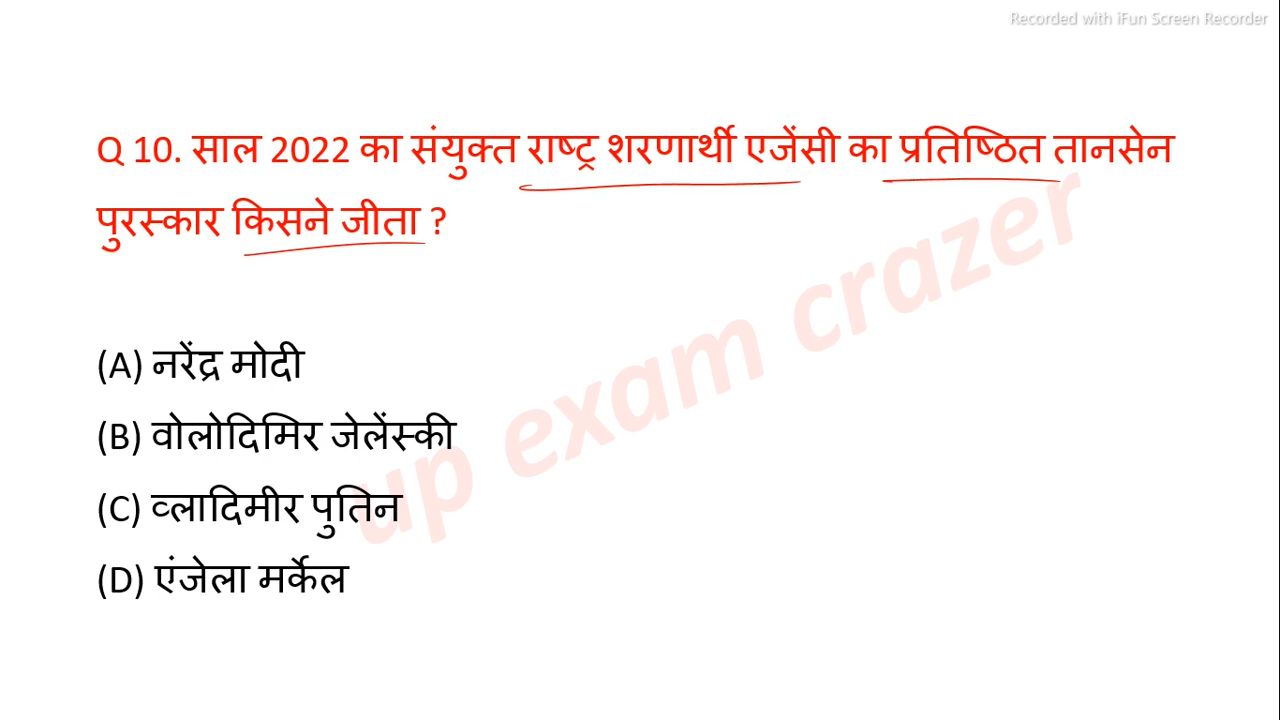 Recorded with iFun Screen Recorder
Q 10. साल 2022 का संयुक्त राष्ट्र शरणार्थी एजेंसी का प्रतिष्ठित तानसेन
पुरस्कार किसने जीता ?
(A) नरेंद्र मोदी
(B) वोलोदिमिर जेलेंस्की
(C) व्लादिमीर पुतिन
(D) एंजेला मर्केल
up exam crazer